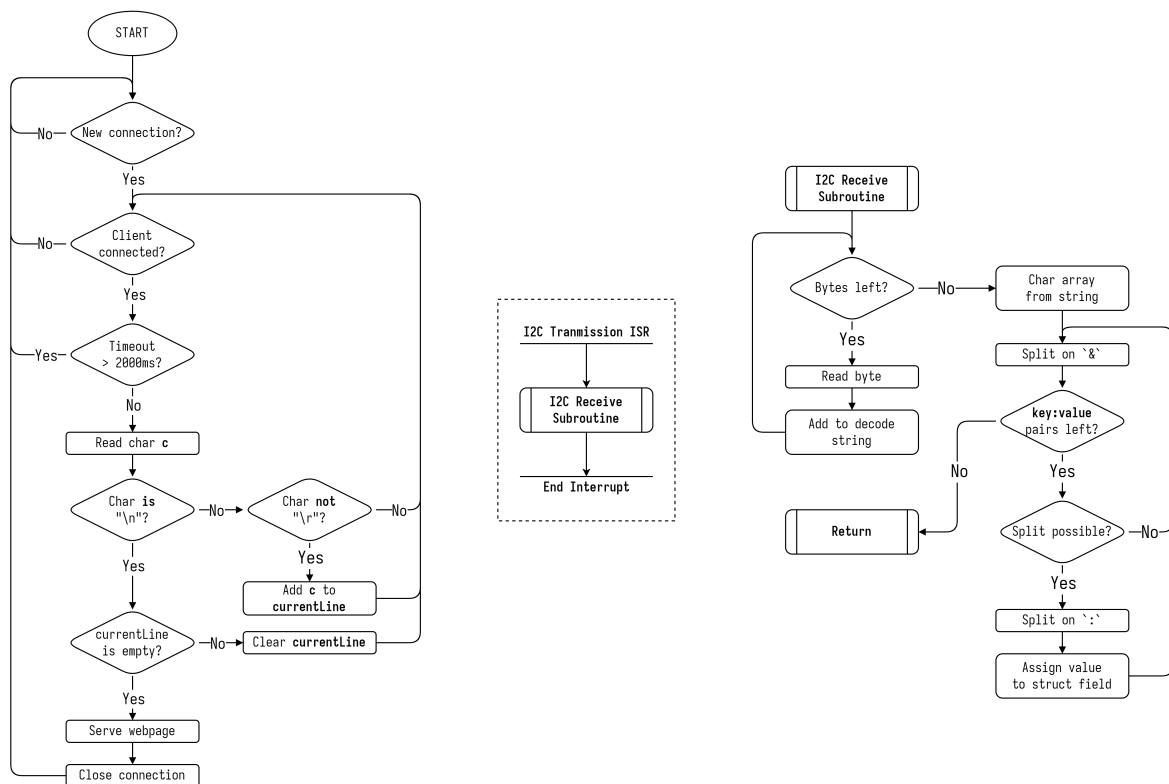 START
New connection?
No
Yes
Client
connected?
No
Yes
Timeout
> 2000ms?
Yes
No
Read char c
Char is
"\n"?
No
Char not
"\r"?
No
Yes
Yes
Add c to
currentLine
currentLine
is empty?
No
Clear currentLine
Yes
Serve webpage
Close connection
I2C Tranmission ISR
I2C Receive
Subroutine
End Interrupt
I2C Receive
Subroutine
Bytes left?
No
Char array
from string
Yes
Read byte
Add to decode
string
Split on `&`
key:value
pairs left?
No
Yes
Return
Split possible?
No
Yes
Split on `:`
Assign value
to struct field